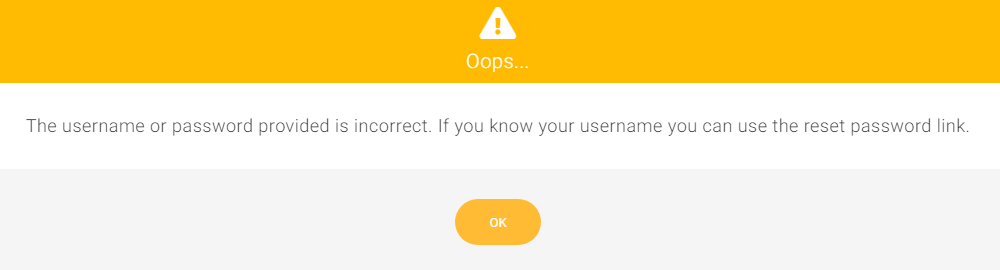 Oops...
The username or password provided is incorrect. If you know your username you can use the reset password link.
OK